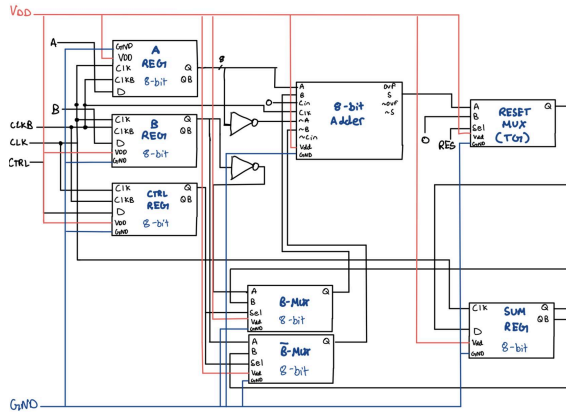 VDD
A
GND
VDD
CLK
CLKB
D
A
REG
8-bit
Q
QB
8
B
CLK
CLKB
D
VDD
GND
B
REG
8-bit
Q
QB
CLKB
CLK
CTRL
CLK
CLKB
D
VDD
GND
CTRL
REG
8-bit
Q
QB
0
A
B
Cin
CLK
~A
~B
~Cin
Vdd
GND
8-bit
Adder
OVF
S
~OVF
~S
0
RES
A
B
Sel
Vdd
GND
RESET
MUX
(TG)
Q
A
B
Sel
Vdd
GND
B-MUX
8-bit
Q
A
B
Sel
Vdd
GND
B-MUX
8-bit
Q
CLK
D
Vdd
GND
SUM
REG
8-bit
Q
QB
GND